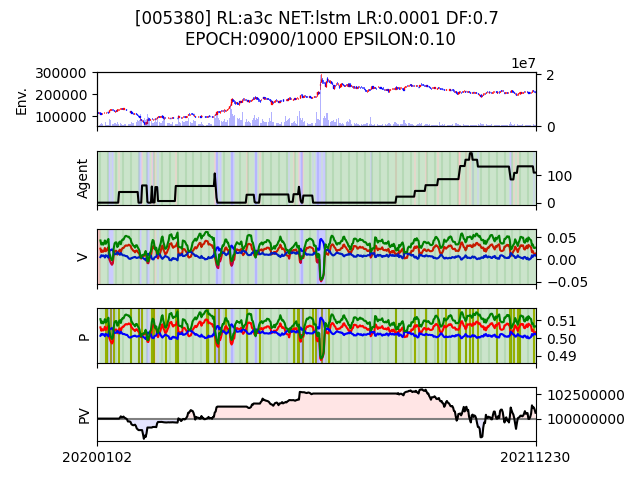 [005380] RL:a3c NET:lstm LR:0.0001 DF:0.7
EPOCH:0900/1000 EPSILON:0.10
1e7
300000
200000
100000
Env.
2
0
Agent
100
0
V
0.05
0.00
−0.05
P
0.51
0.50
0.49
PV
102500000
100000000
20200102
20211230